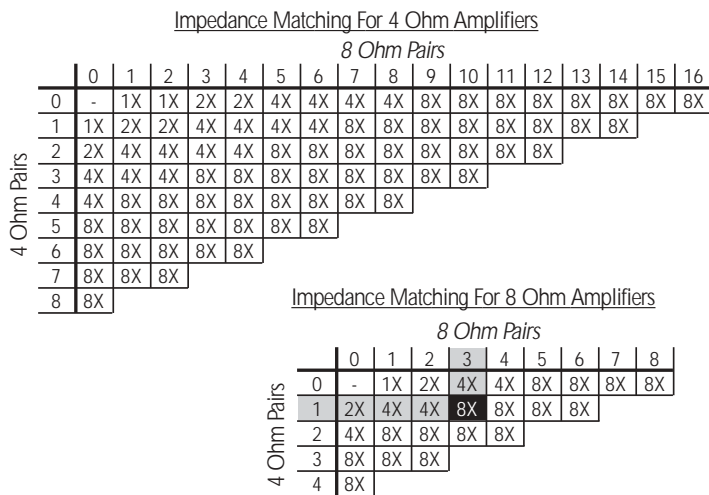 Impedance Matching For 4 Ohm Amplifiers
8 Ohm Pairs
0 1 2 3 4 5 6 7 8 9 10 11 12 13 14 15 16
4 Ohm Pairs
0 - 1X 1X 2X 2X 4X 4X 4X 4X 8X 8X 8X 8X 8X 8X 8X 8X
1 1X 2X 2X 4X 4X 4X 4X 8X 8X 8X 8X 8X 8X 8X 8X
2 2X 4X 4X 4X 4X 8X 8X 8X 8X 8X 8X 8X 8X
3 4X 4X 4X 8X 8X 8X 8X 8X 8X 8X 8X
4 4X 8X 8X 8X 8X 8X 8X 8X 8X
5 8X 8X 8X 8X 8X 8X 8X
6 8X 8X 8X 8X 8X
7 8X 8X 8X
8 8X
Impedance Matching For 8 Ohm Amplifiers
8 Ohm Pairs
0 1 2 3 4 5 6 7 8
4 Ohm Pairs
0 - 1X 2X 4X 4X 8X 8X 8X 8X
1 2X 4X 4X 8X 8X 8X 8X
2 4X 8X 8X 8X 8X
3 8X 8X 8X
4 8X